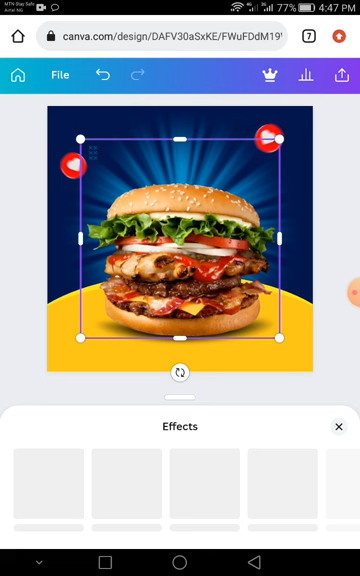 MTN-Stay Safe
Airtel NG
77% 4:47 PM
canva.com/design/DAFV30aSxKE/FWuFDdM19
7
File
Effects